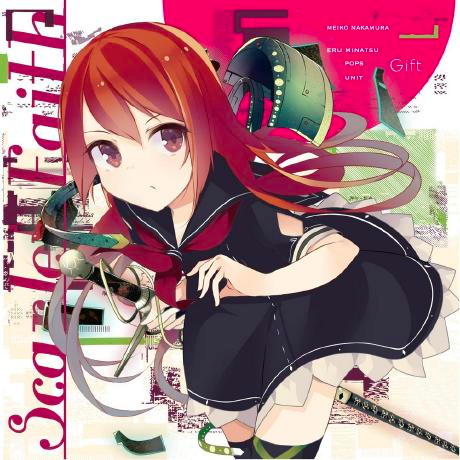 Scarlet Faith
MEIKO NAKAMURA
ERU MINATSU
POPS
UNIT
Gift